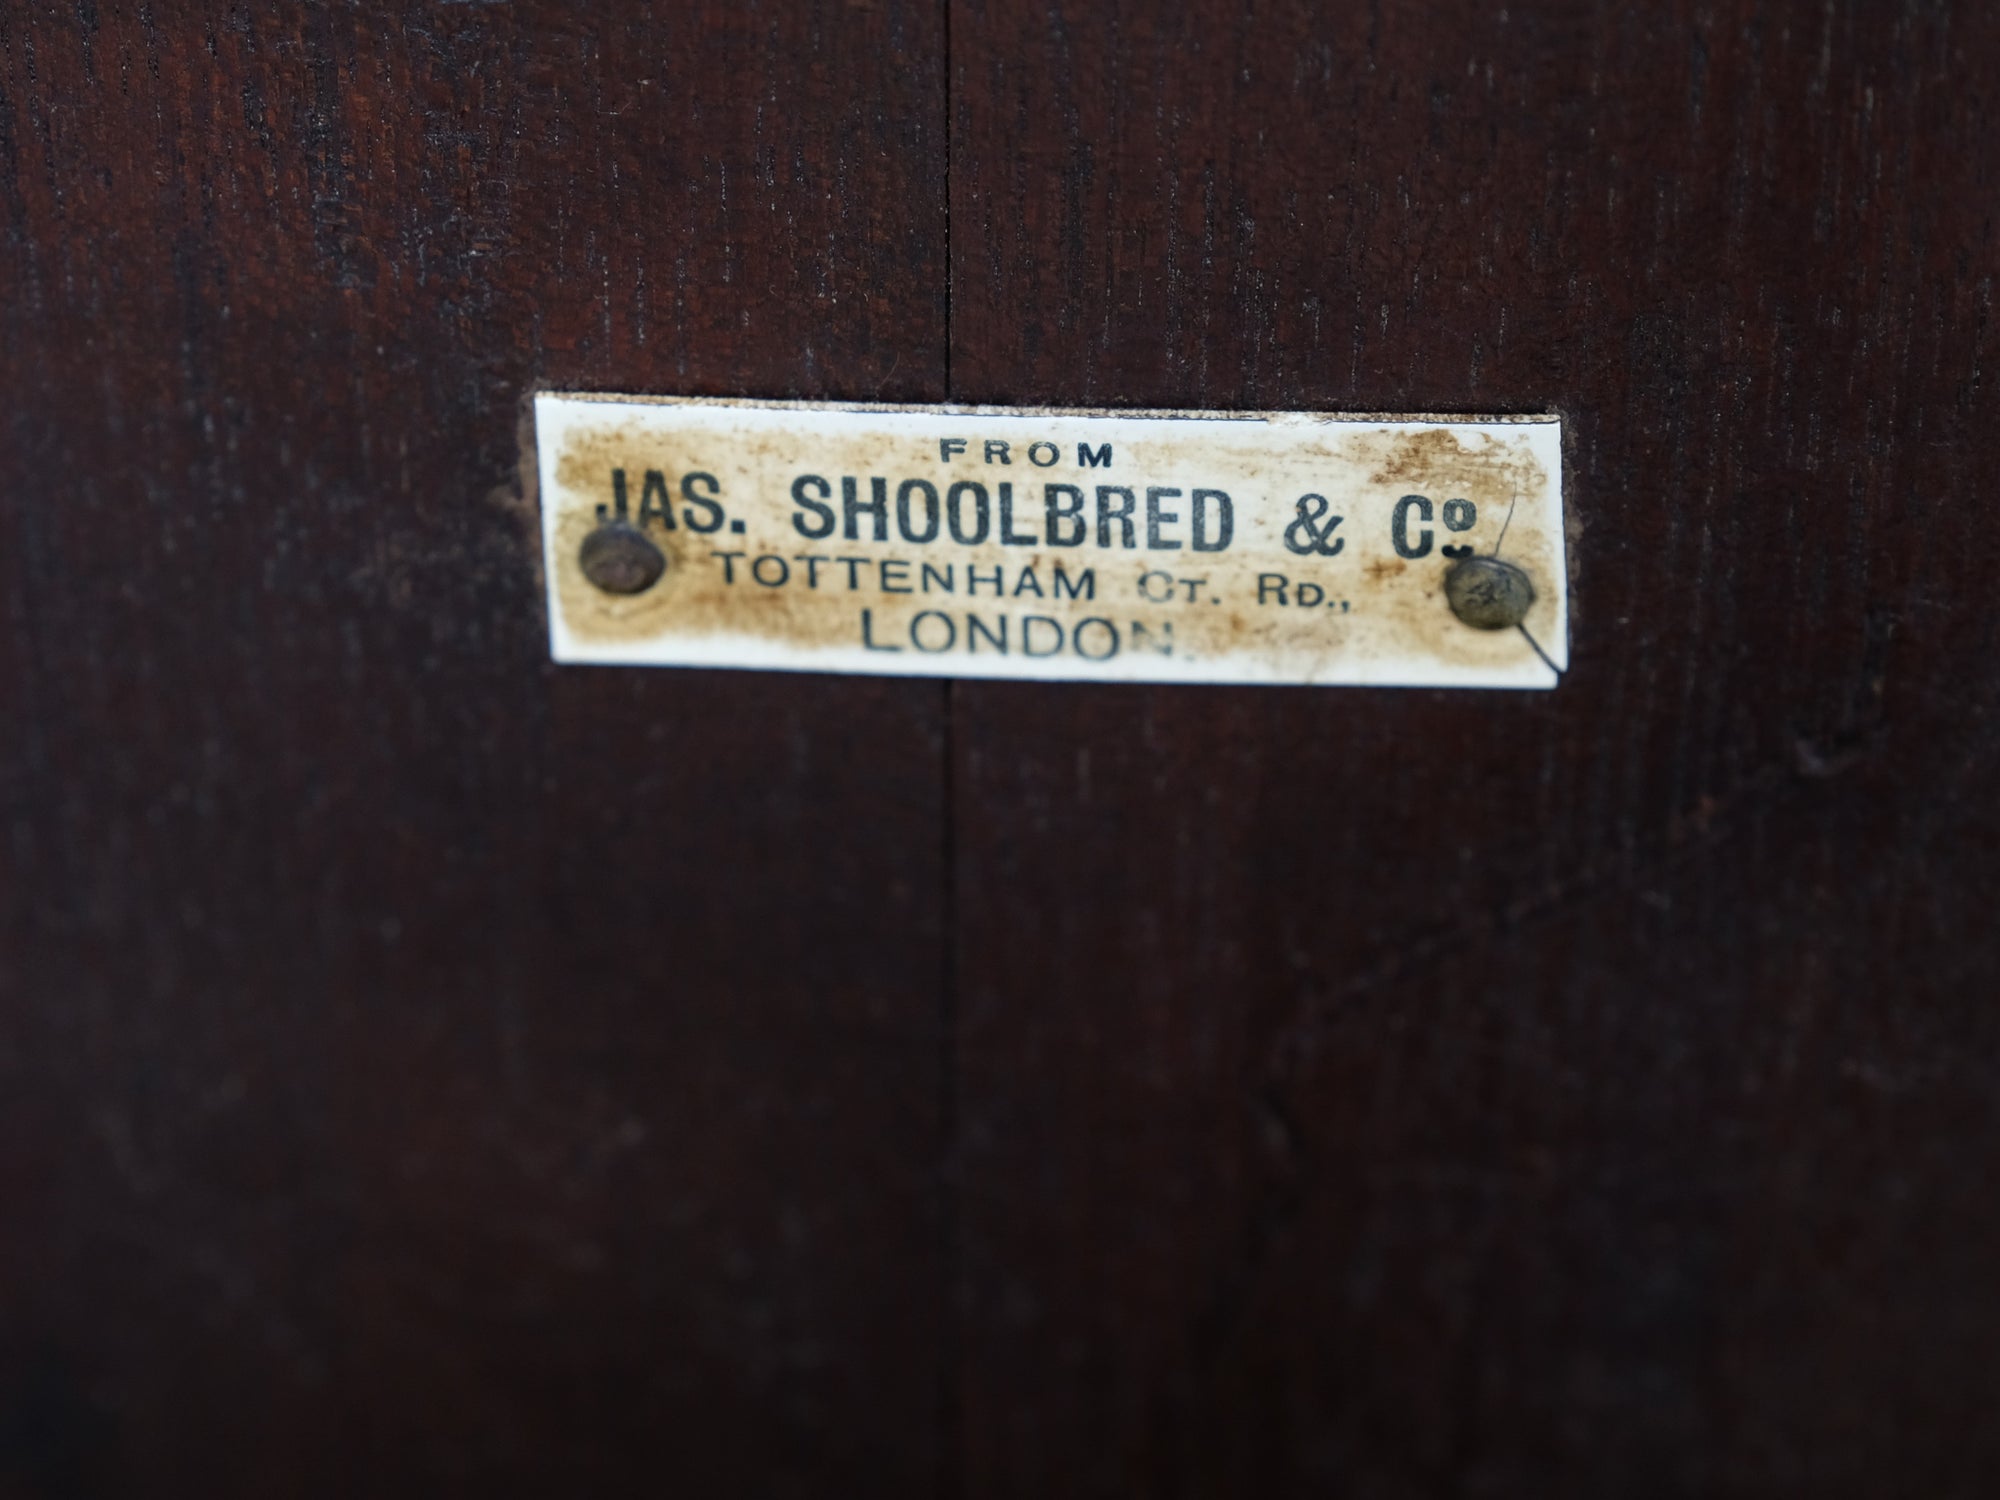 FROM
JAS. SHOOLBRED & Cº
TOTTENHAM CT. RD.,
LONDON.